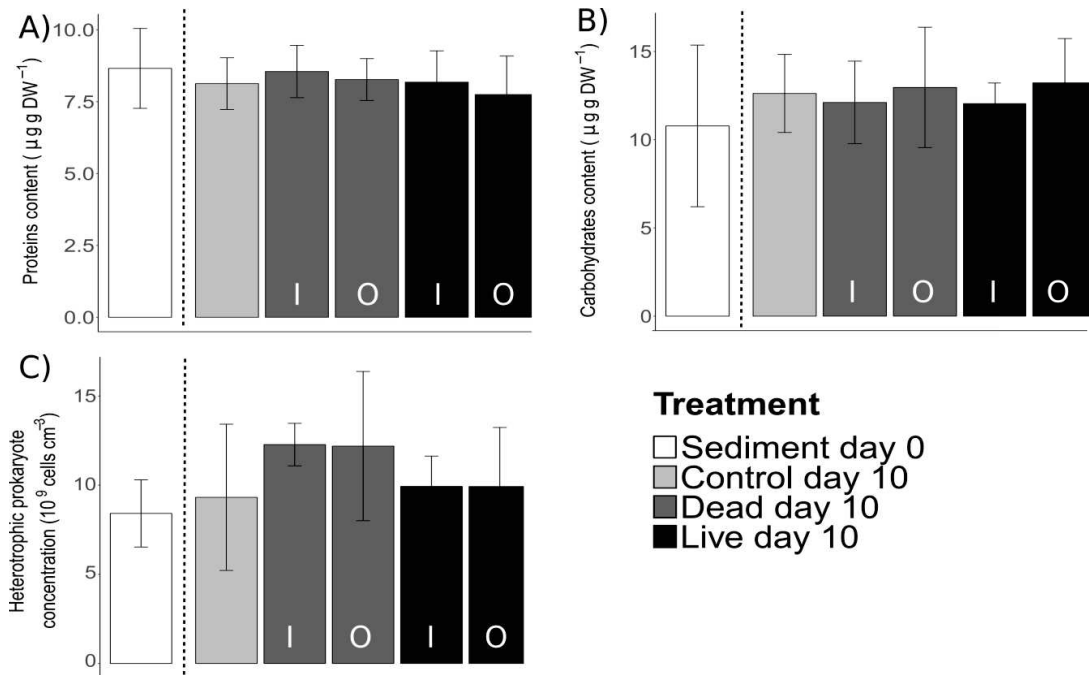 A)
Proteins content ( µg g DW⁻¹)
10.0
7.5
5.0
2.5
0.0
I
O
I
O
B)
Carbohydrates content ( µg g DW⁻¹)
15
10
5
0
I
O
I
O
C)
Heterotrophic prokaryote
concentration (10⁹ cells cm⁻³)
15
10
5
0
I
O
I
O
Treatment
Sediment day 0
Control day 10
Dead day 10
Live day 10